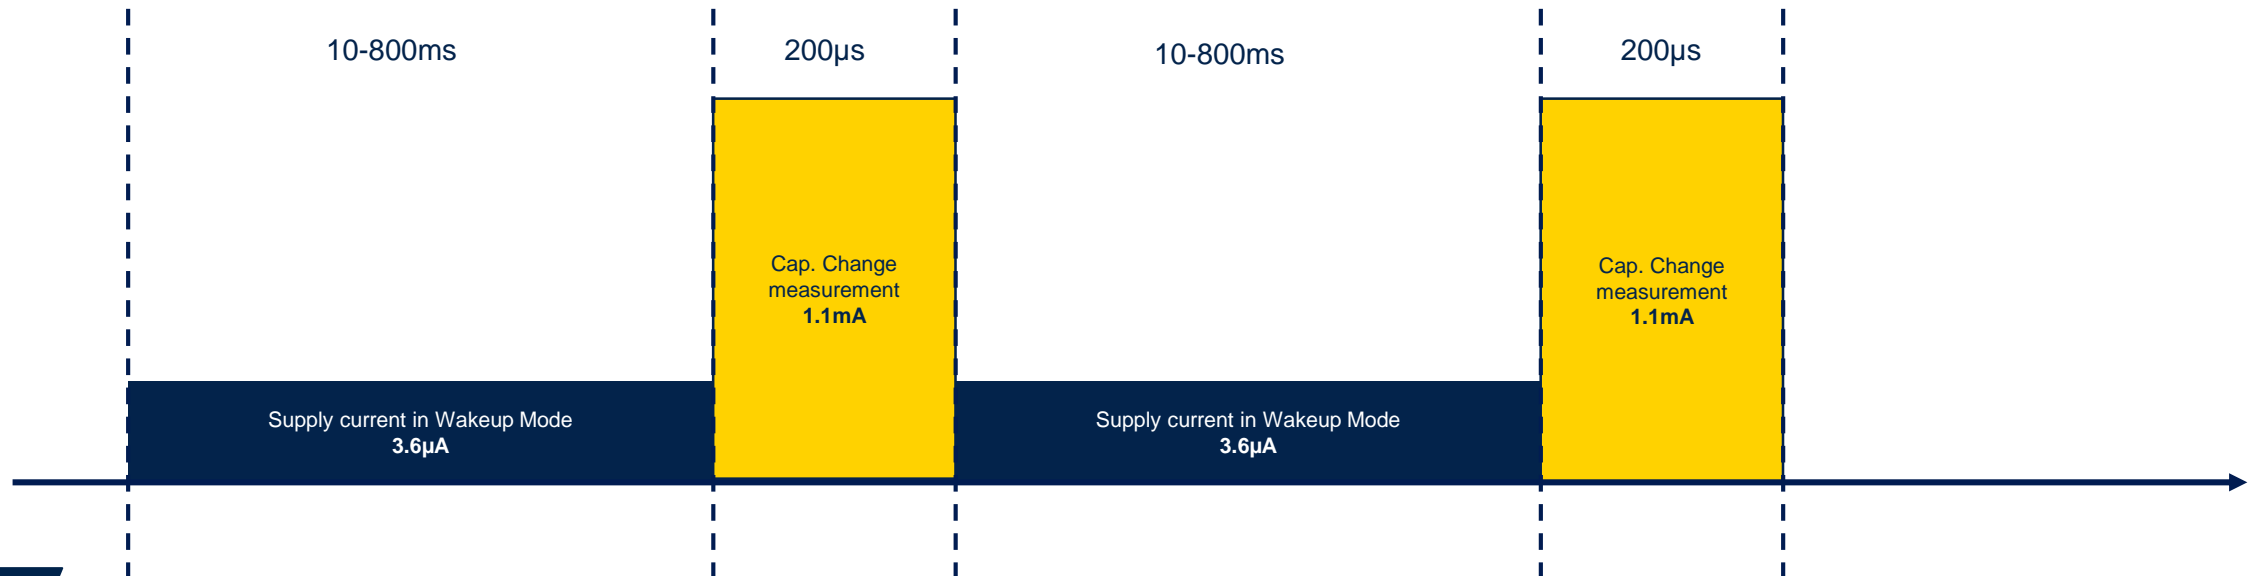 10-800ms
200µs
10-800ms
200µs
Cap. Change
measurement
1.1mA
Cap. Change
measurement
1.1mA
Supply current in Wakeup Mode
3.6µA
Supply current in Wakeup Mode
3.6µA